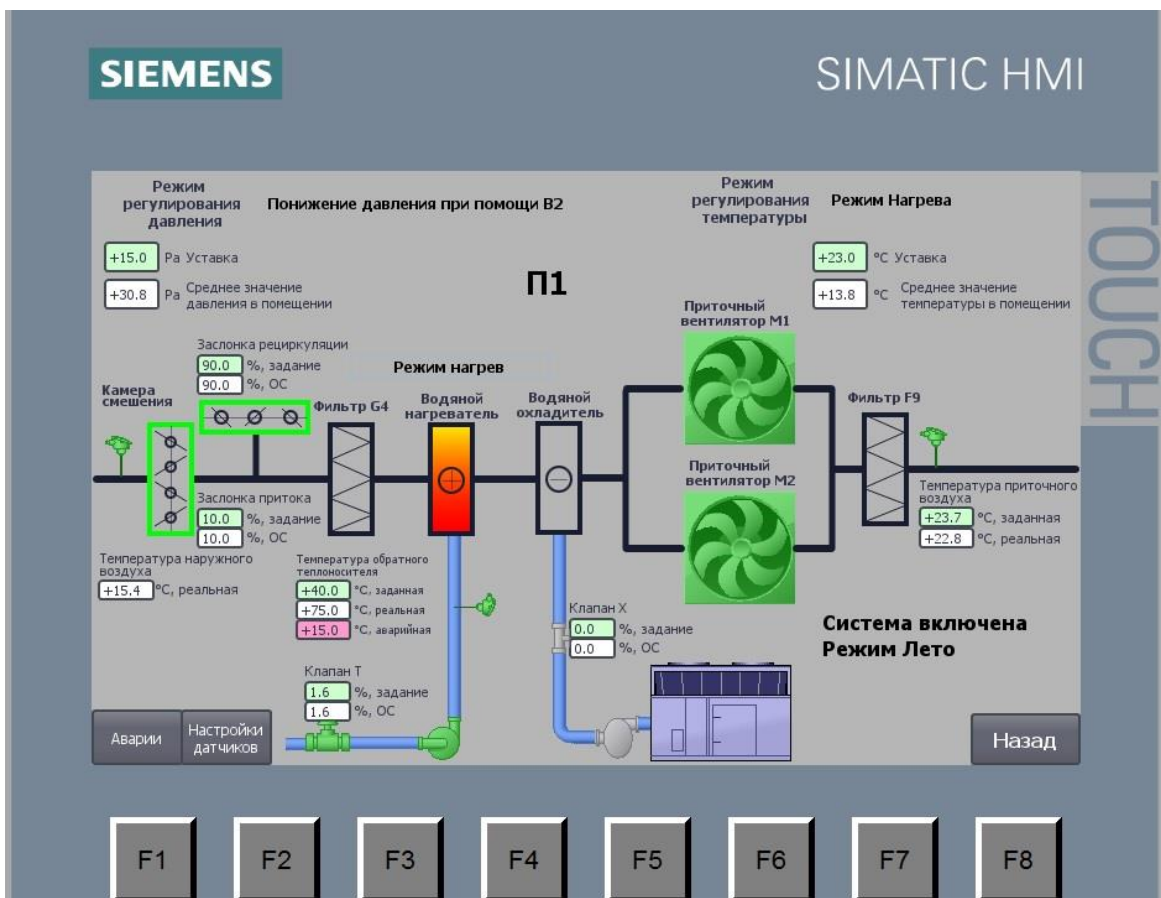 SIEMENS
SIMATIC HMI
TOUCH
Режим
регулирования
давления
Понижение давления при помощи В2
Режим
регулирования
температуры
Режим Нагрева
+15.0 Pa Уставка
+30.8 Pa Среднее значение
давления в помещении
П1
+23.0 °C Уставка
+13.8 °C Среднее значение
температуры в помещении
Приточный
вентилятор М1
Заслонка рециркуляции
90.0 %, задание
90.0 %, ОС
Режим нагрев
Камера
смешения
Фильтр G4
Водяной
нагреватель
Водяной
охладитель
Фильтр F9
Приточный
вентилятор М2
Заслонка притока
10.0 %, задание
10.0 %, ОС
Температура приточного
воздуха
+23.7 °C, заданная
+22.8 °C, реальная
Температура наружного
воздуха
+15.4 °C, реальная
Температура обратного
теплоносителя
+40.0 °C, заданная
+75.0 °C, реальная
+15.0 °C, аварийная
Клапан X
0.0 %, задание
0.0 %, ОС
Система включена
Режим Лето
Клапан Т
1.6 %, задание
1.6 %, ОС
Аварии
Настройки
датчиков
Назад
F1 F2 F3 F4 F5 F6 F7 F8